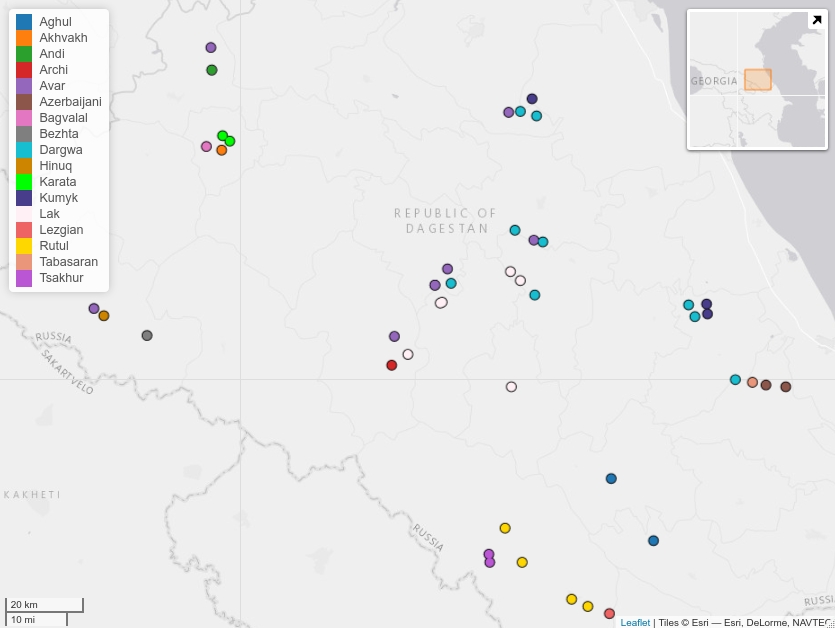 Aghul
Akhvakh
Andi
Archi
Avar
Azerbaijani
Bagvalal
Bezhta
Dargwa
Hinuq
Karata
Kumyk
Lak
Lezgian
Rutul
Tabasaran
Tsakhur
GEORGIA
REPUBLIC OF
DAGESTAN
RUSSIA
SAKARTVELO
KAKHETI
RUSSIA
20 km
10 mi
RUSSI
Leaflet | Tiles © Esri — Esri, DeLorme, NAVTEQ